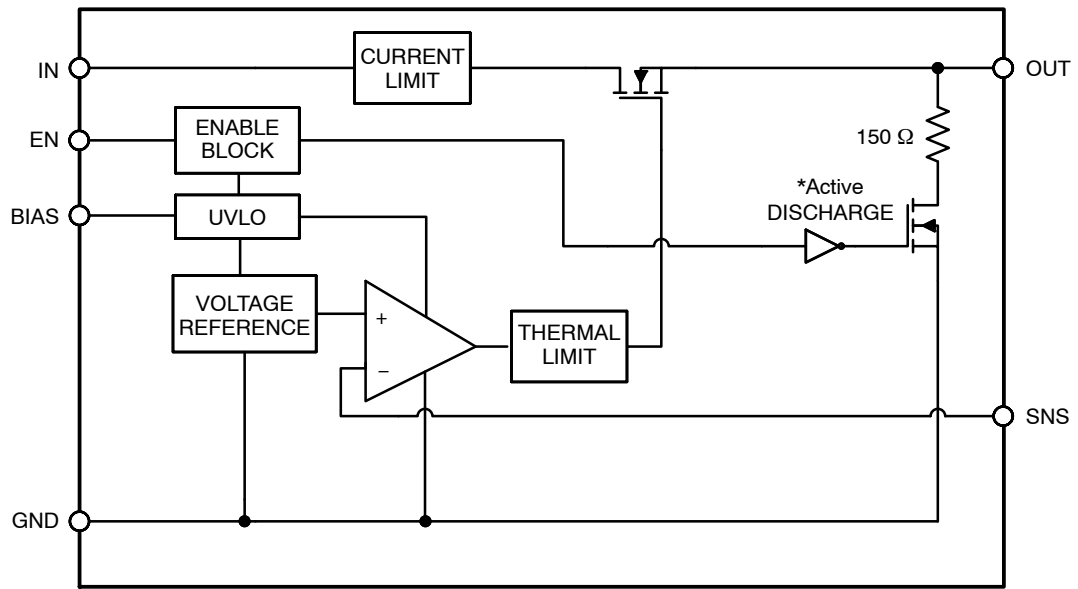 IN
CURRENT
LIMIT
OUT
EN
ENABLE
BLOCK
150 Ω
*Active
DISCHARGE
BIAS
UVLO
VOLTAGE
REFERENCE
+
−
THERMAL
LIMIT
SNS
GND